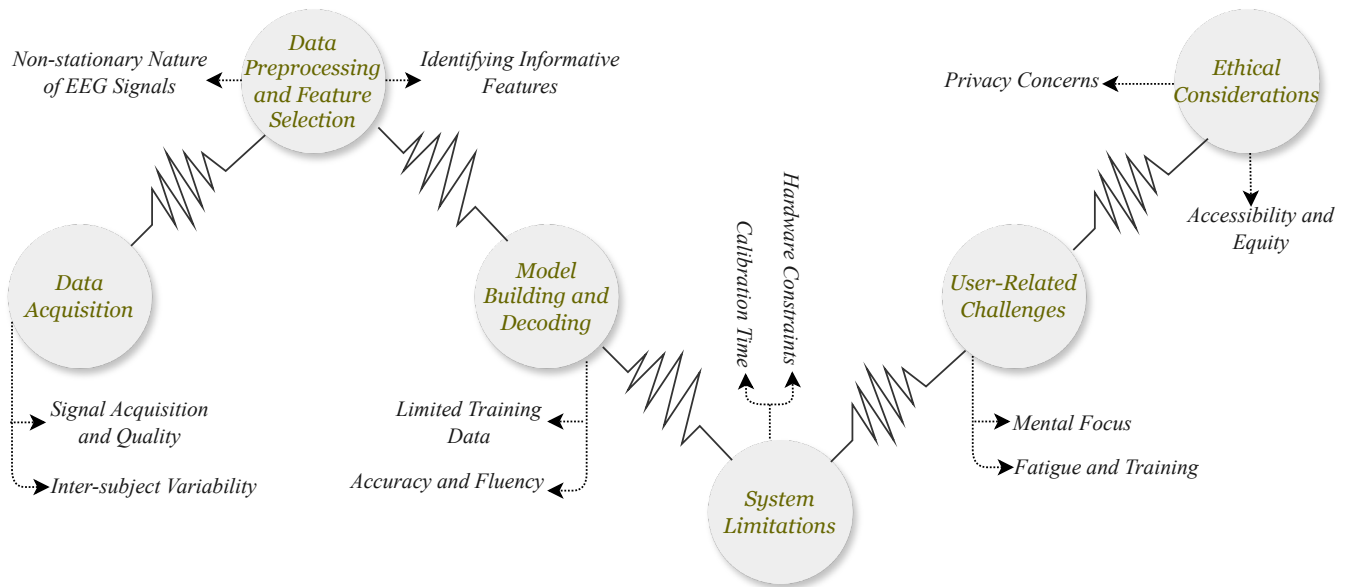 Data
Preprocessing
and Feature
Selection
Non-stationary Nature
of EEG Signals
Identifying Informative
Features
Data
Acquisition
Signal Acquisition
and Quality
Inter-subject Variability
Model
Building and
Decoding
Limited Training
Data
Accuracy and Fluency
System
Limitations
Calibration Time
Hardware Constraints
User-Related
Challenges
Mental Focus
Fatigue and Training
Ethical
Considerations
Privacy Concerns
Accessibility and
Equity